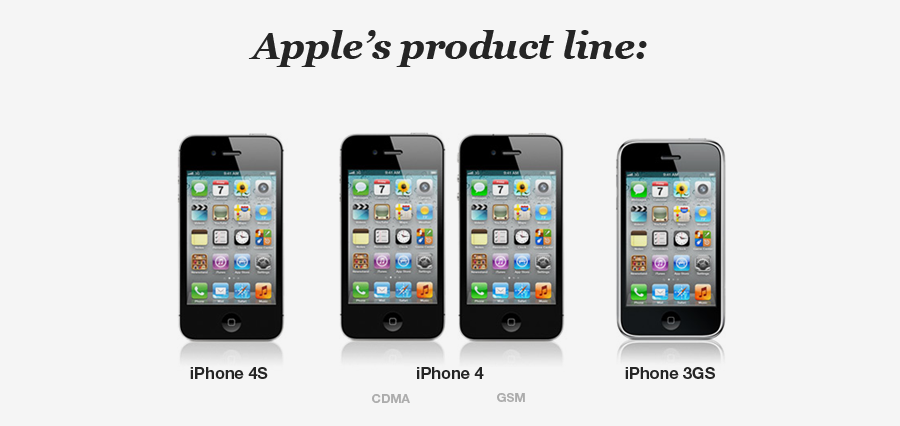 Apple’s product line:
iPhone 4S
iPhone 4
iPhone 3GS
CDMA
GSM